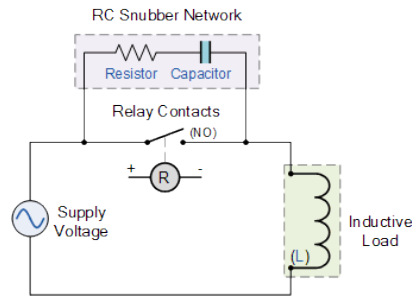 RC Snubber Network
Resistor Capacitor
Relay Contacts
(NO)
+ R -
Supply
Voltage
Inductive
Load
(L)